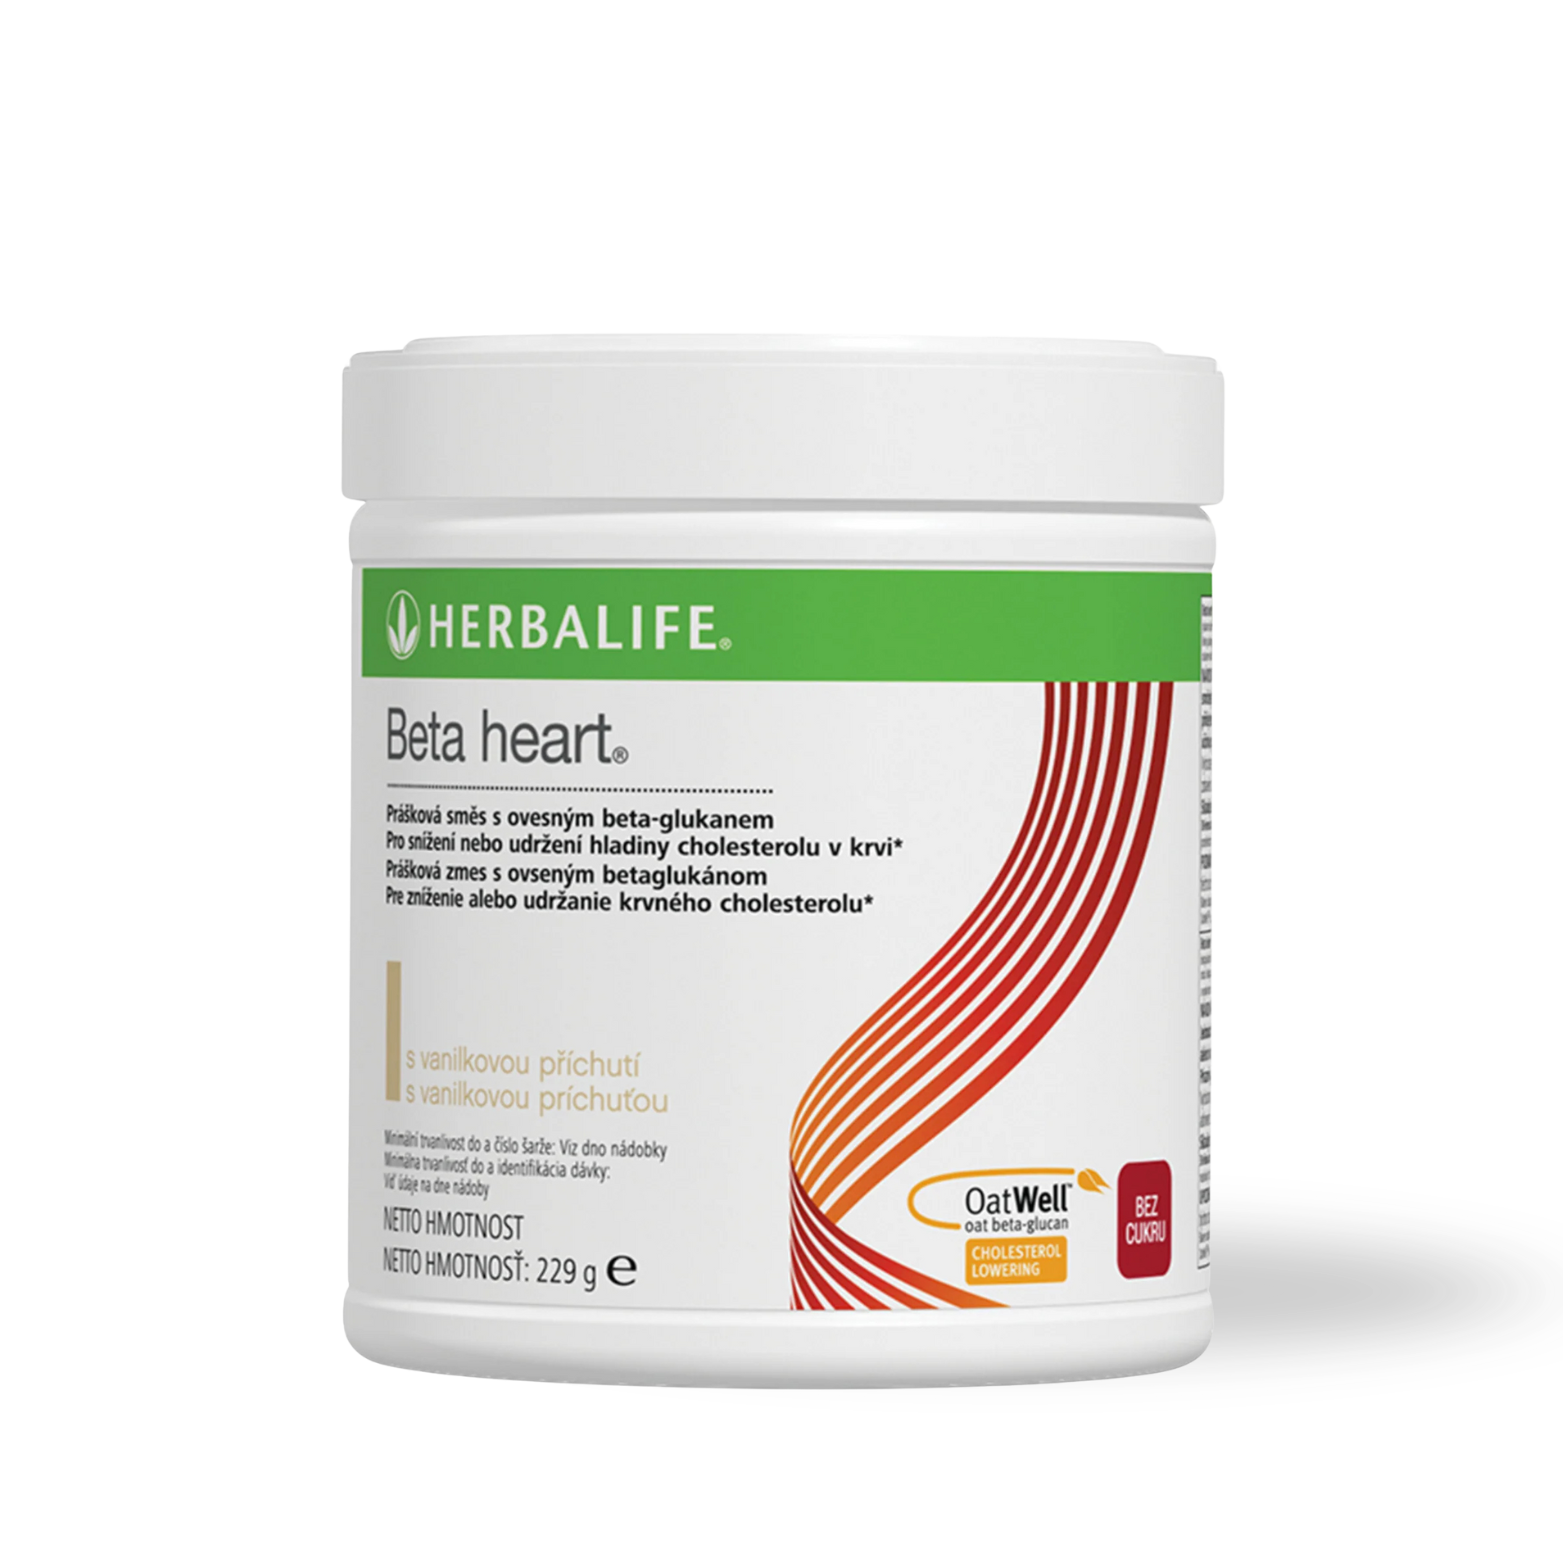 HERBALIFE®
Beta heart®
Prášková směs s ovesným beta-glukanem
Pro snížení nebo udržení hladiny cholesterolu v krvi*
Prášková zmes s ovseným betaglukánom
Pre zníženie alebo udržanie krvného cholesterolu*
s vanilkovou příchutí
s vanilkovou príchuťou
Minimální trvanlivost do a číslo šarže: Viz dno nádobky
Minimálna trvanlivosť do a identifikácia dávky:
Viď údaje na dne nádoby
NETTO HMOTNOST
NETTO HMOTNOSŤ: 229 g ℮
OatWell™
oat beta-glucan
CHOLESTEROL
LOWERING
BEZ
CUKRU